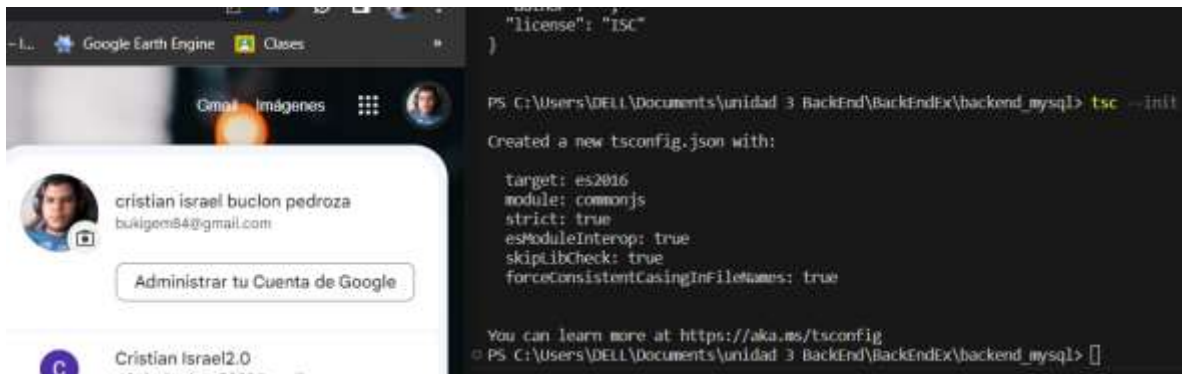 Google Earth Engine
Clases
Gmail Imágenes
cristian israel buclon pedroza
bukigem84@gmail.com
Administrar tu Cuenta de Google
C
Cristian Israel2.0
"license": "ISC"
}
PS C:\Users\DELL\Documents\unidad 3 BackEnd\BackEndEx\backend_mysql> tsc --init
Created a new tsconfig.json with:
target: es2016
module: commonjs
strict: true
esModuleInterop: true
skipLibCheck: true
forceConsistentCasingInFileNames: true
You can learn more at https://aka.ms/tsconfig
PS C:\Users\DELL\Documents\unidad 3 BackEnd\BackEndEx\backend_mysql>